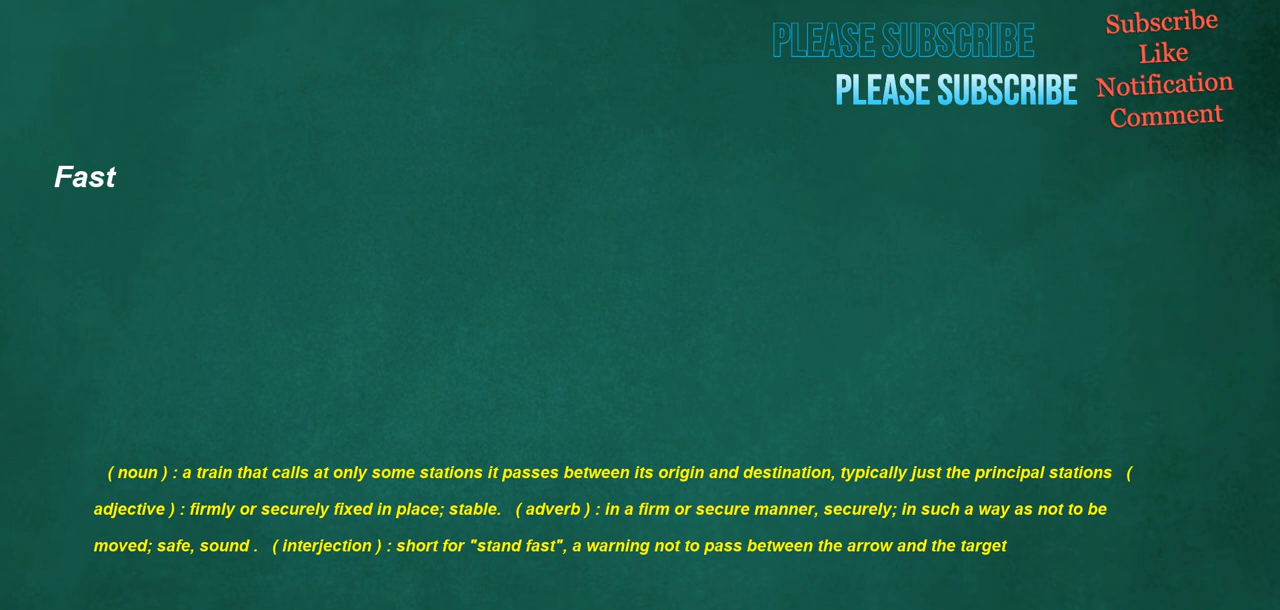 PLEASE SUBSCRIBE
PLEASE SUBSCRIBE
Subscribe
Like
Notification
Comment
Fast
( noun ) : a train that calls at only some stations it passes between its origin and destination, typically just the principal stations (
adjective ) : firmly or securely fixed in place; stable. ( adverb ) : in a firm or secure manner, securely; in such a way as not to be
moved; safe, sound . ( interjection ) : short for "stand fast", a warning not to pass between the arrow and the target